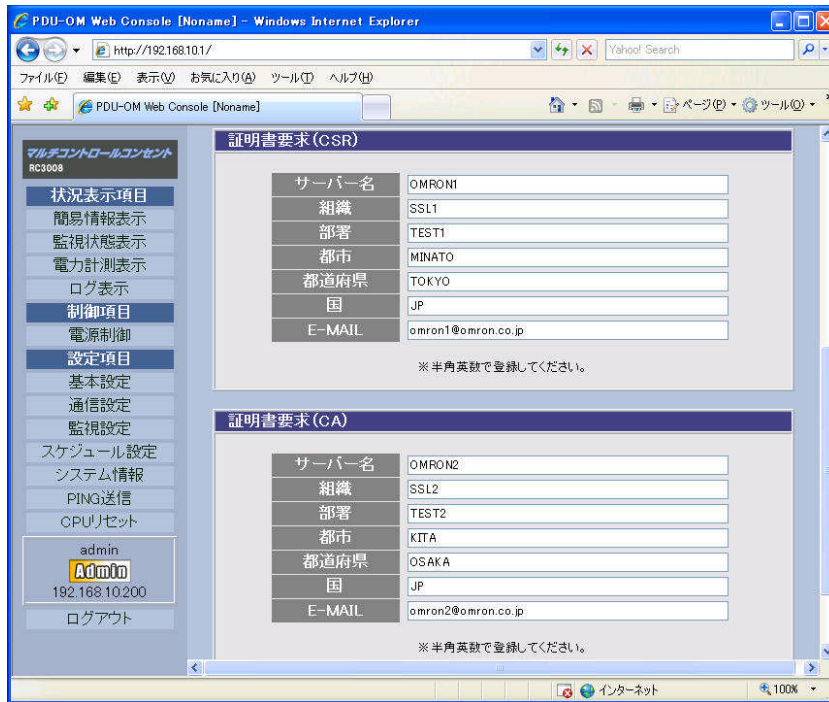 PDU-OM Web Console [Noname] - Windows Internet Explorer
http://192.168.10.1/
Yahoo! Search
ファイル(F) 編集(E) 表示(V) お気に入り(A) ツール(T) ヘルプ(H)
PDU-OM Web Console [Noname]
ページ(P) ツール(O)
マルチコントロールコンセント
RC3008
状況表示項目
簡易情報表示
監視状態表示
電力計測表示
ログ表示
制御項目
電源制御
設定項目
基本設定
通信設定
監視設定
スケジュール設定
システム情報
PING送信
CPUリセット
admin
Admin
192.168.10.200
ログアウト
証明書要求(CSR)
サーバー名 OMRON1
組織 SSL1
部署 TEST1
都市 MINATO
都道府県 TOKYO
国 JP
E-MAIL omron1@omron.co.jp
※半角英数で登録してください。
証明書要求(CA)
サーバー名 OMRON2
組織 SSL2
部署 TEST2
都市 KITA
都道府県 OSAKA
国 JP
E-MAIL omron2@omron.co.jp
※半角英数で登録してください。
インターネット
100%